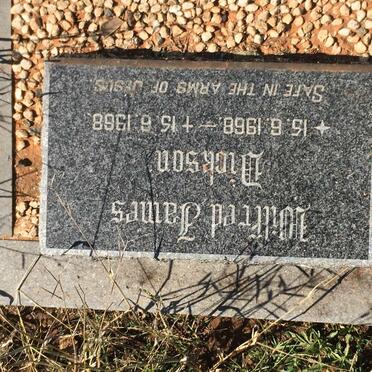 Wilfred James
Dickson
✦ 15.6.1968. — † 15.6.1968.
SAFE IN THE ARMS OF JESUS